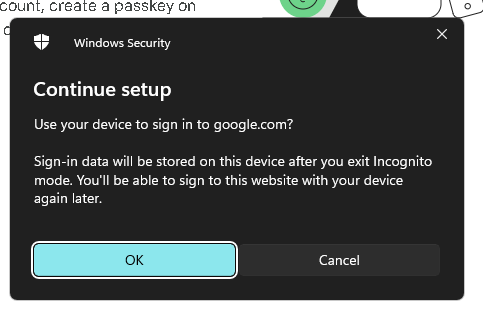 count, create a passkey on
Windows Security
Continue setup
Use your device to sign in to google.com?
Sign-in data will be stored on this device after you exit Incognito
mode. You'll be able to sign to this website with your device
again later.
OK
Cancel